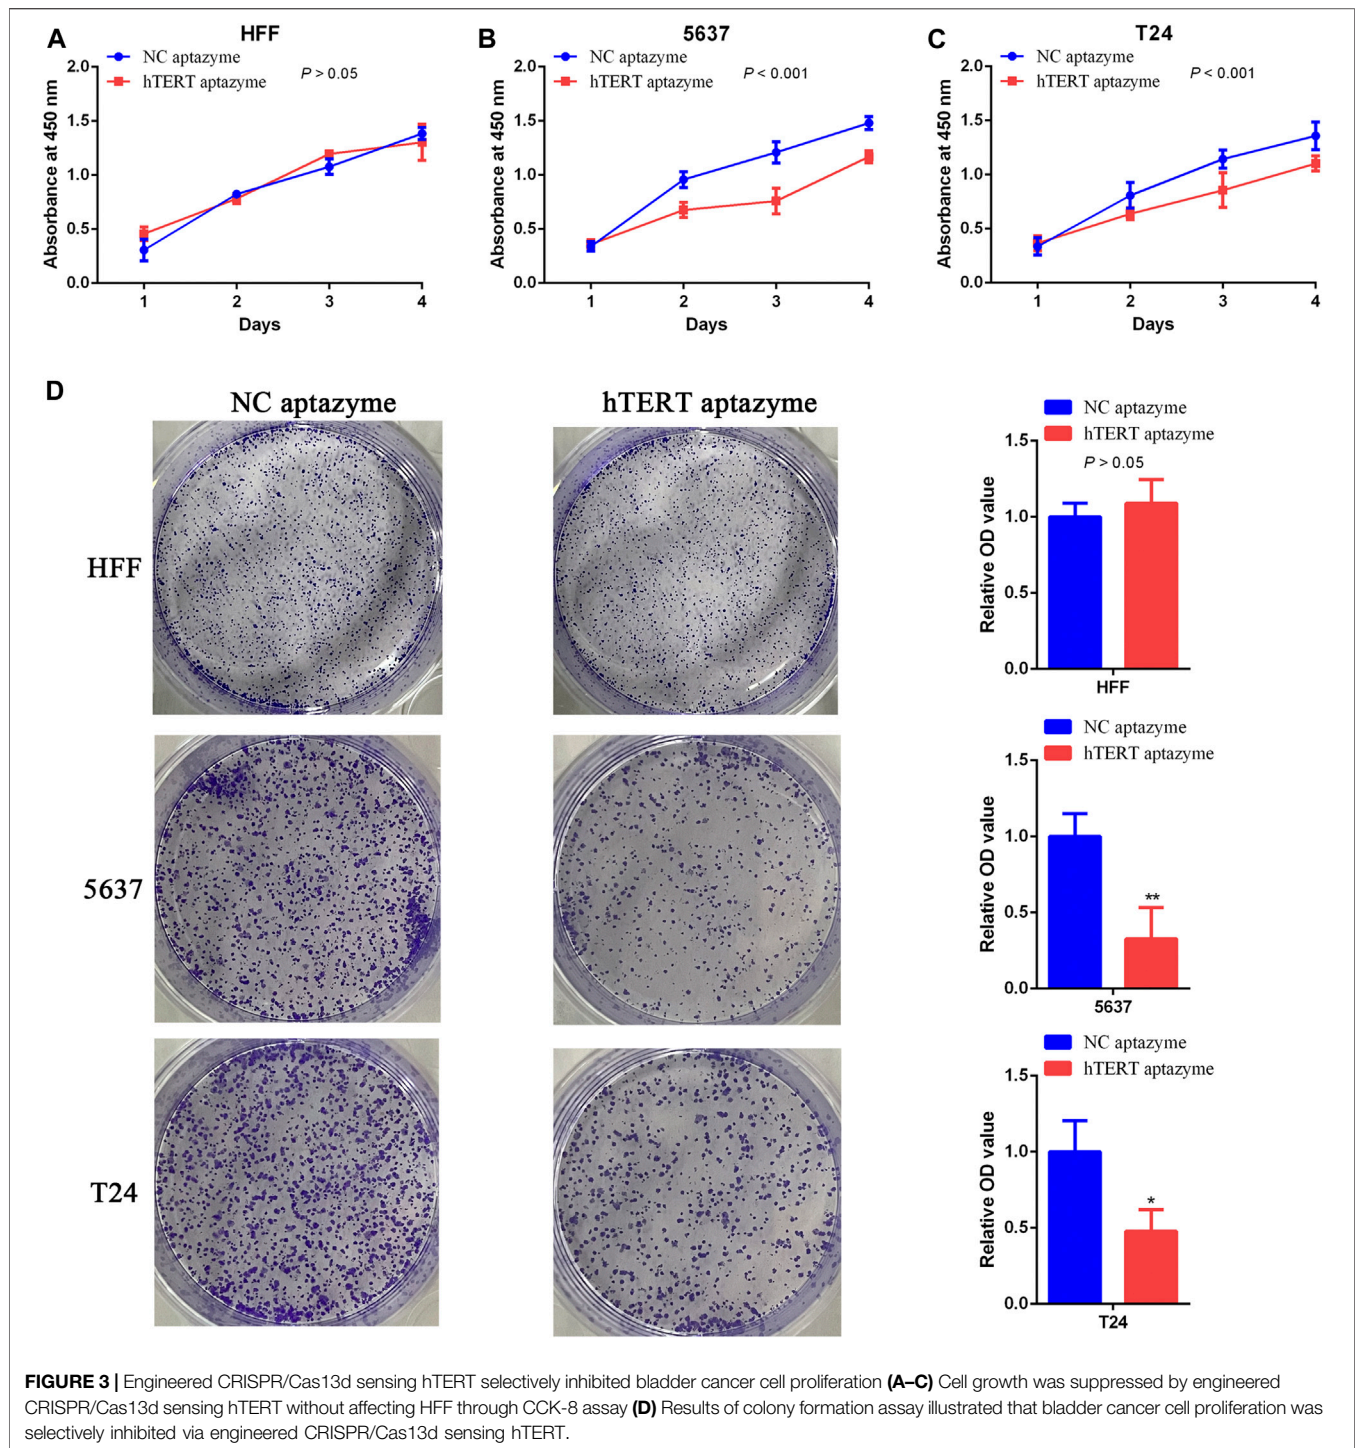 A
HFF
NC aptazyme
hTERT aptazyme
P > 0.05
Absorbance at 450 nm
2.0
1.5
1.0
0.5
0.0
1 2 3 4
Days
B
5637
NC aptazyme
hTERT aptazyme
P < 0.001
Absorbance at 450 nm
2.0
1.5
1.0
0.5
0.0
1 2 3 4
Days
C
T24
NC aptazyme
hTERT aptazyme
P < 0.001
Absorbance at 450 nm
2.0
1.5
1.0
0.5
0.0
1 2 3 4
Days
D
NC aptazyme hTERT aptazyme
HFF
NC aptazyme
hTERT aptazyme
P > 0.05
Relative OD value
1.5
1.0
0.5
0.0
HFF
5637
NC aptazyme
hTERT aptazyme
Relative OD value
1.5
1.0
0.5
0.0
**
5637
T24
NC aptazyme
hTERT aptazyme
Relative OD value
1.5
1.0
0.5
0.0
*
T24
FIGURE 3 | Engineered CRISPR/Cas13d sensing hTERT selectively inhibited bladder cancer cell proliferation (A–C) Cell growth was suppressed by engineered
CRISPR/Cas13d sensing hTERT without affecting HFF through CCK-8 assay (D) Results of colony formation assay illustrated that bladder cancer cell proliferation was
selectively inhibited via engineered CRISPR/Cas13d sensing hTERT.